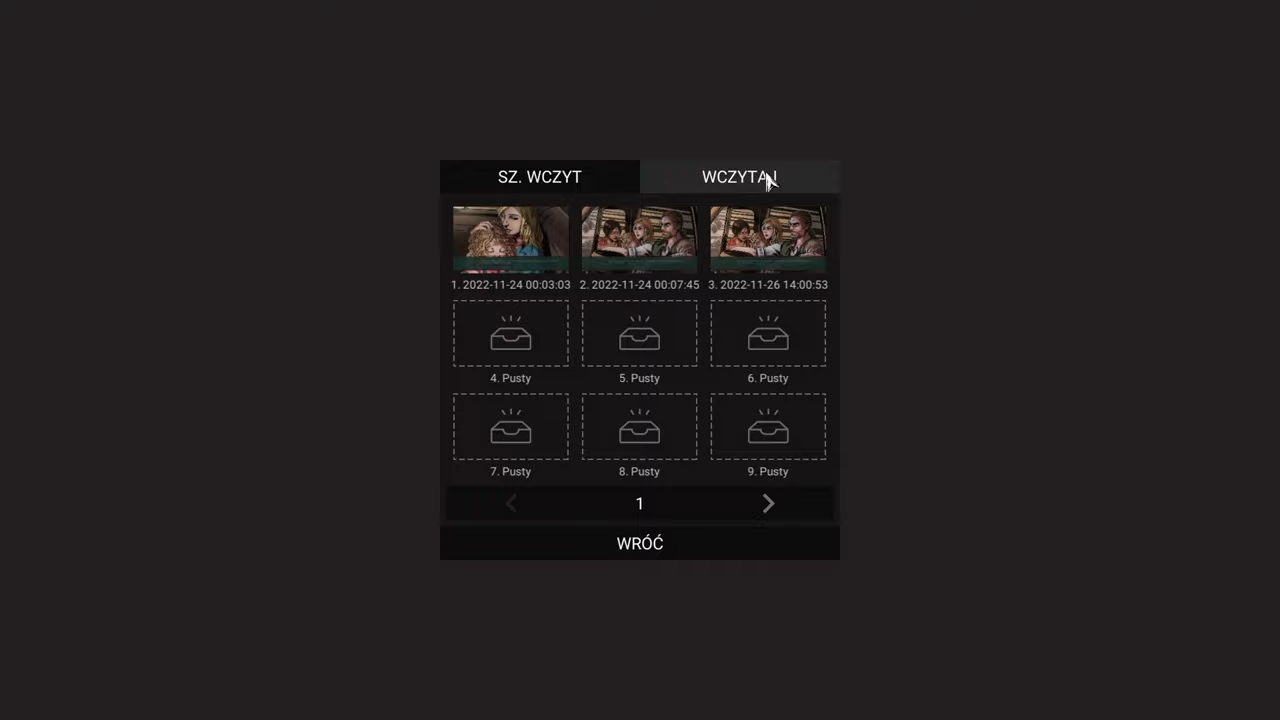 SZ. WCZYT
WCZYTAJ
1. 2022-11-24 00:03:03
2. 2022-11-24 00:07:45
3. 2022-11-26 14:00:53
4. Pusty
5. Pusty
6. Pusty
7. Pusty
8. Pusty
9. Pusty
1
WRÓĆ